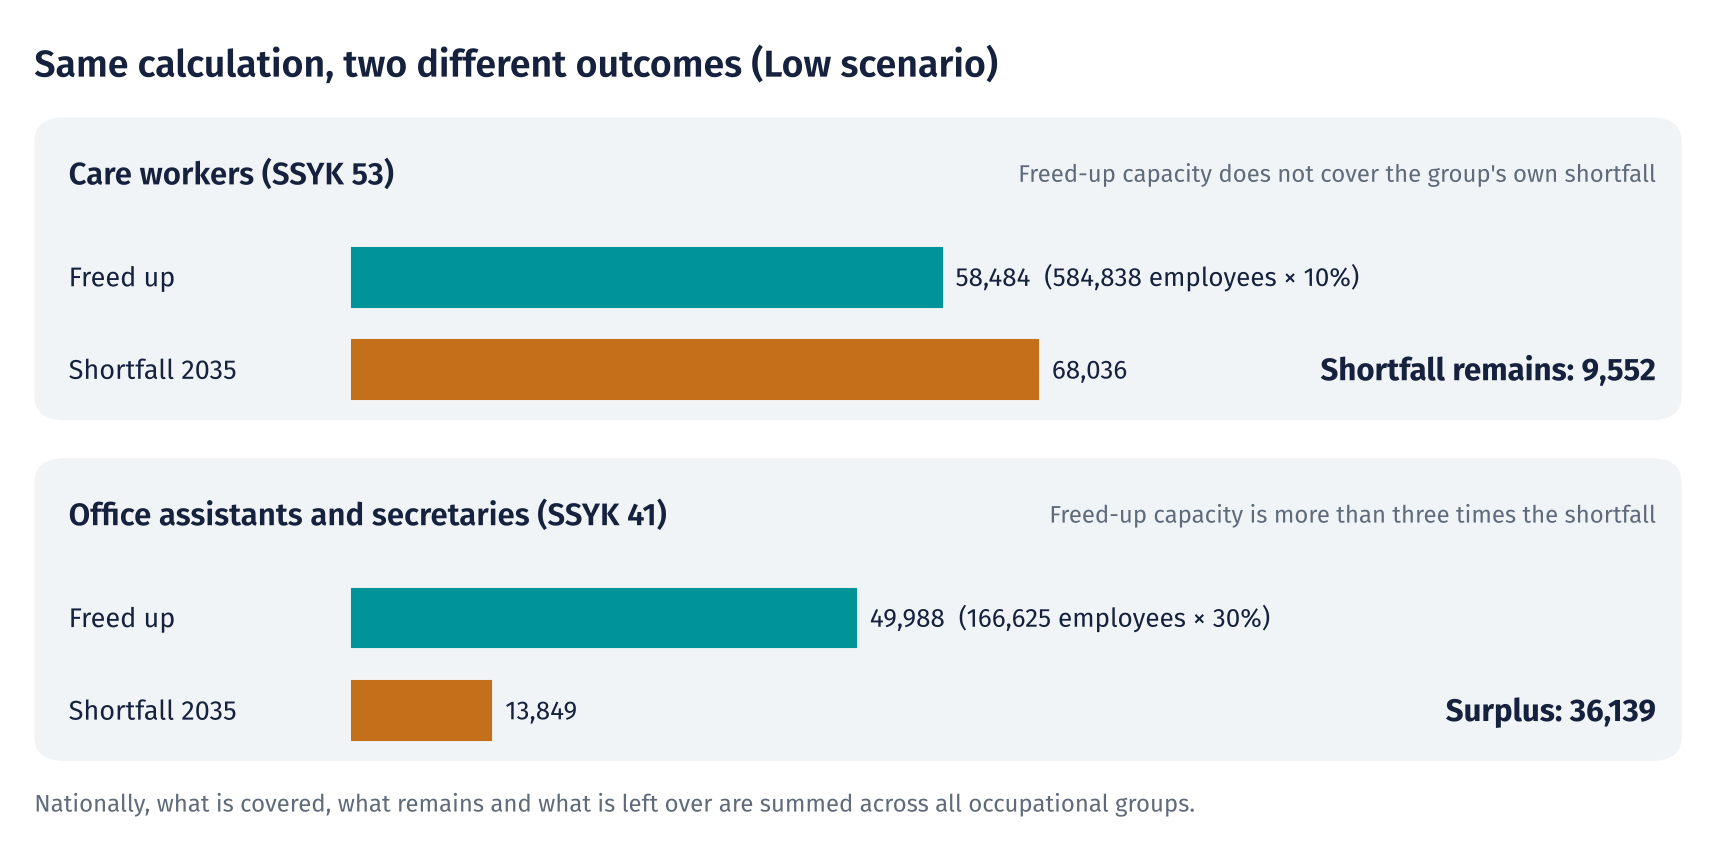 Same calculation, two different outcomes (Low scenario)
Care workers (SSYK 53)
Freed-up capacity does not cover the group's own shortfall
Freed up
58,484 (584,838 employees × 10%)
Shortfall 2035
68,036
Shortfall remains: 9,552
Office assistants and secretaries (SSYK 41)
Freed-up capacity is more than three times the shortfall
Freed up
49,988 (166,625 employees × 30%)
Shortfall 2035
13,849
Surplus: 36,139
Nationally, what is covered, what remains and what is left over are summed across all occupational groups.